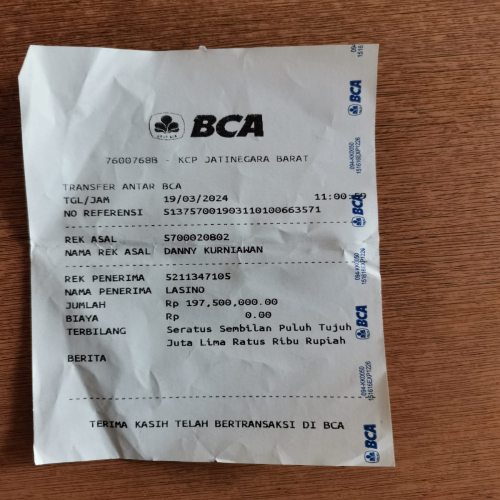 BCA
7600768B - KCP JATINEGARA BARAT
TRANSFER ANTAR BCA
TGL/JAM 19/03/2024 11:00:
NO REFERENSI S13757001903110100663571
REK ASAL 5700020802
NAMA REK ASAL DANNY KURNIAWAN
REK PENERIMA 5211347105
NAMA PENERIMA LASINO
JUMLAH Rp 197,500,000.00
BIAYA Rp 0.00
TERBILANG Seratus Sembilan Puluh Tujuh
Juta Lima Ratus Ribu Rupiah
BERITA
TERIMA KASIH TELAH BERTRANSAKSI DI BCA
BCA
BCA
BCA
BCA
BCA